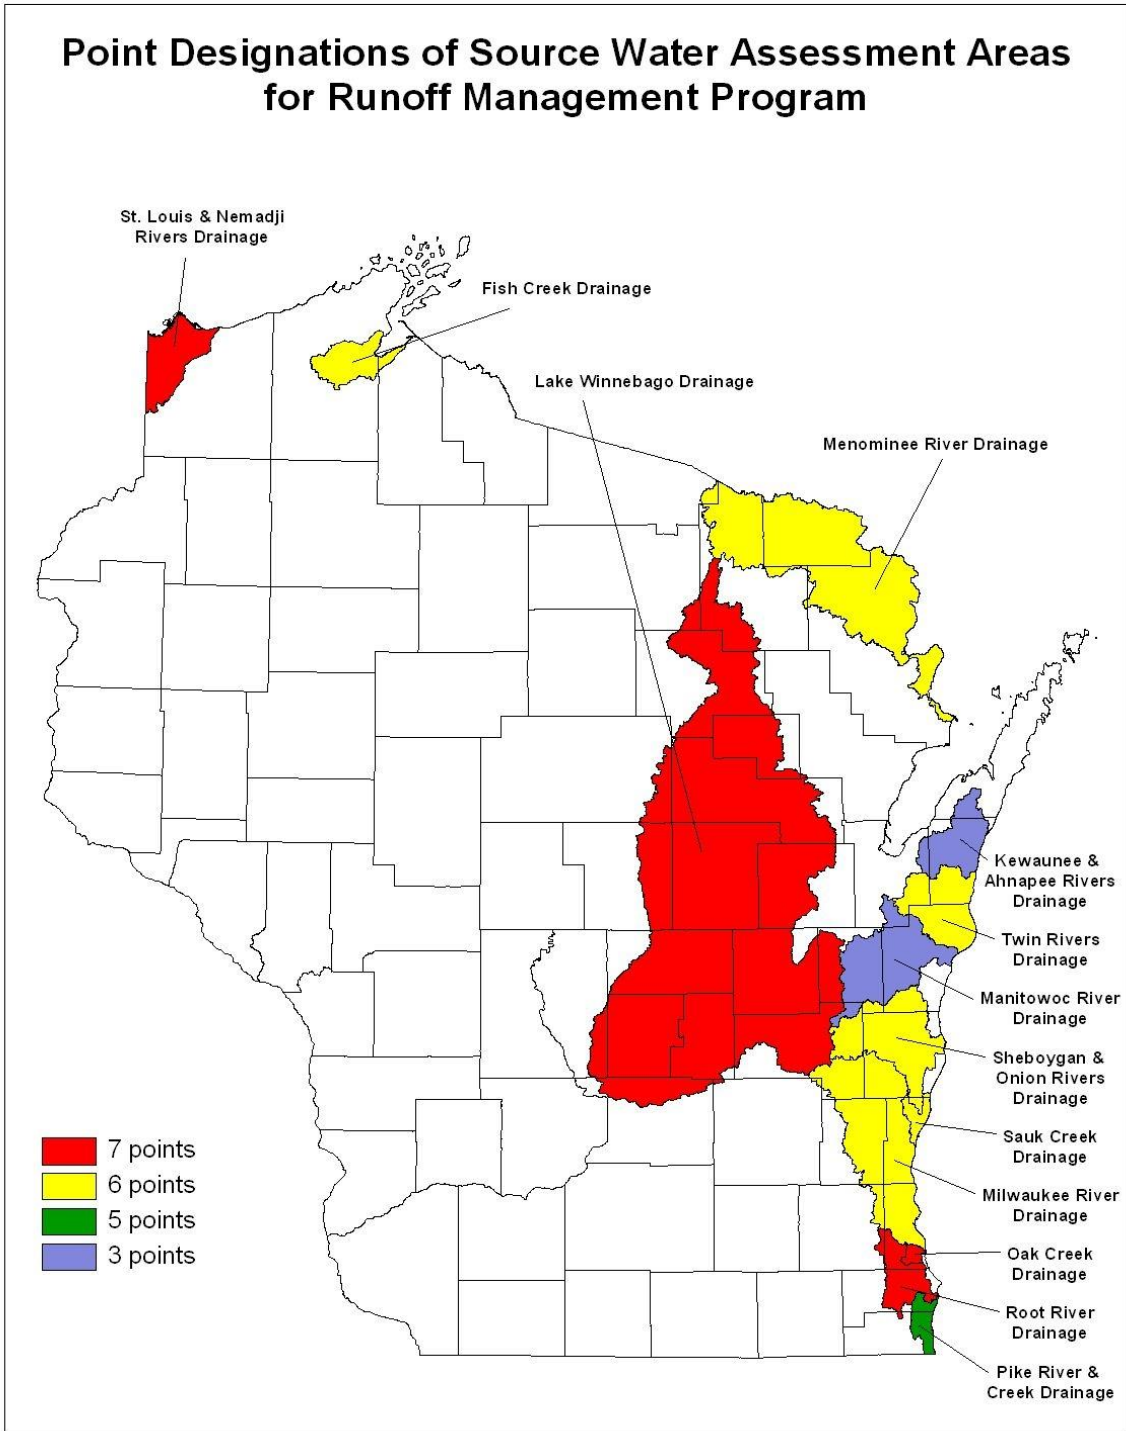 Point Designations of Source Water Assessment Areas
for Runoff Management Program
St. Louis & Nemadji
Rivers Drainage
Fish Creek Drainage
Lake Winnebago Drainage
Menominee River Drainage
Kewaunee &
Ahnapee Rivers
Drainage
Twin Rivers
Drainage
Manitowoc River
Drainage
Sheboygan &
Onion Rivers
Drainage
Sauk Creek
Drainage
Milwaukee River
Drainage
Oak Creek
Drainage
Root River
Drainage
Pike River &
Creek Drainage
7 points
6 points
5 points
3 points